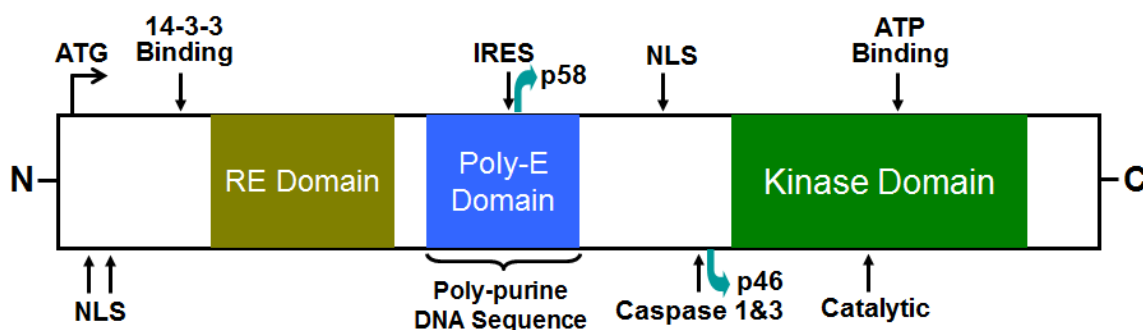 14-3-3
Binding
ATG
IRES
p58
NLS
ATP
Binding
N
RE Domain
Poly-E
Domain
Kinase Domain
C
NLS
Poly-purine
DNA Sequence
Caspase 1&3
p46
Catalytic